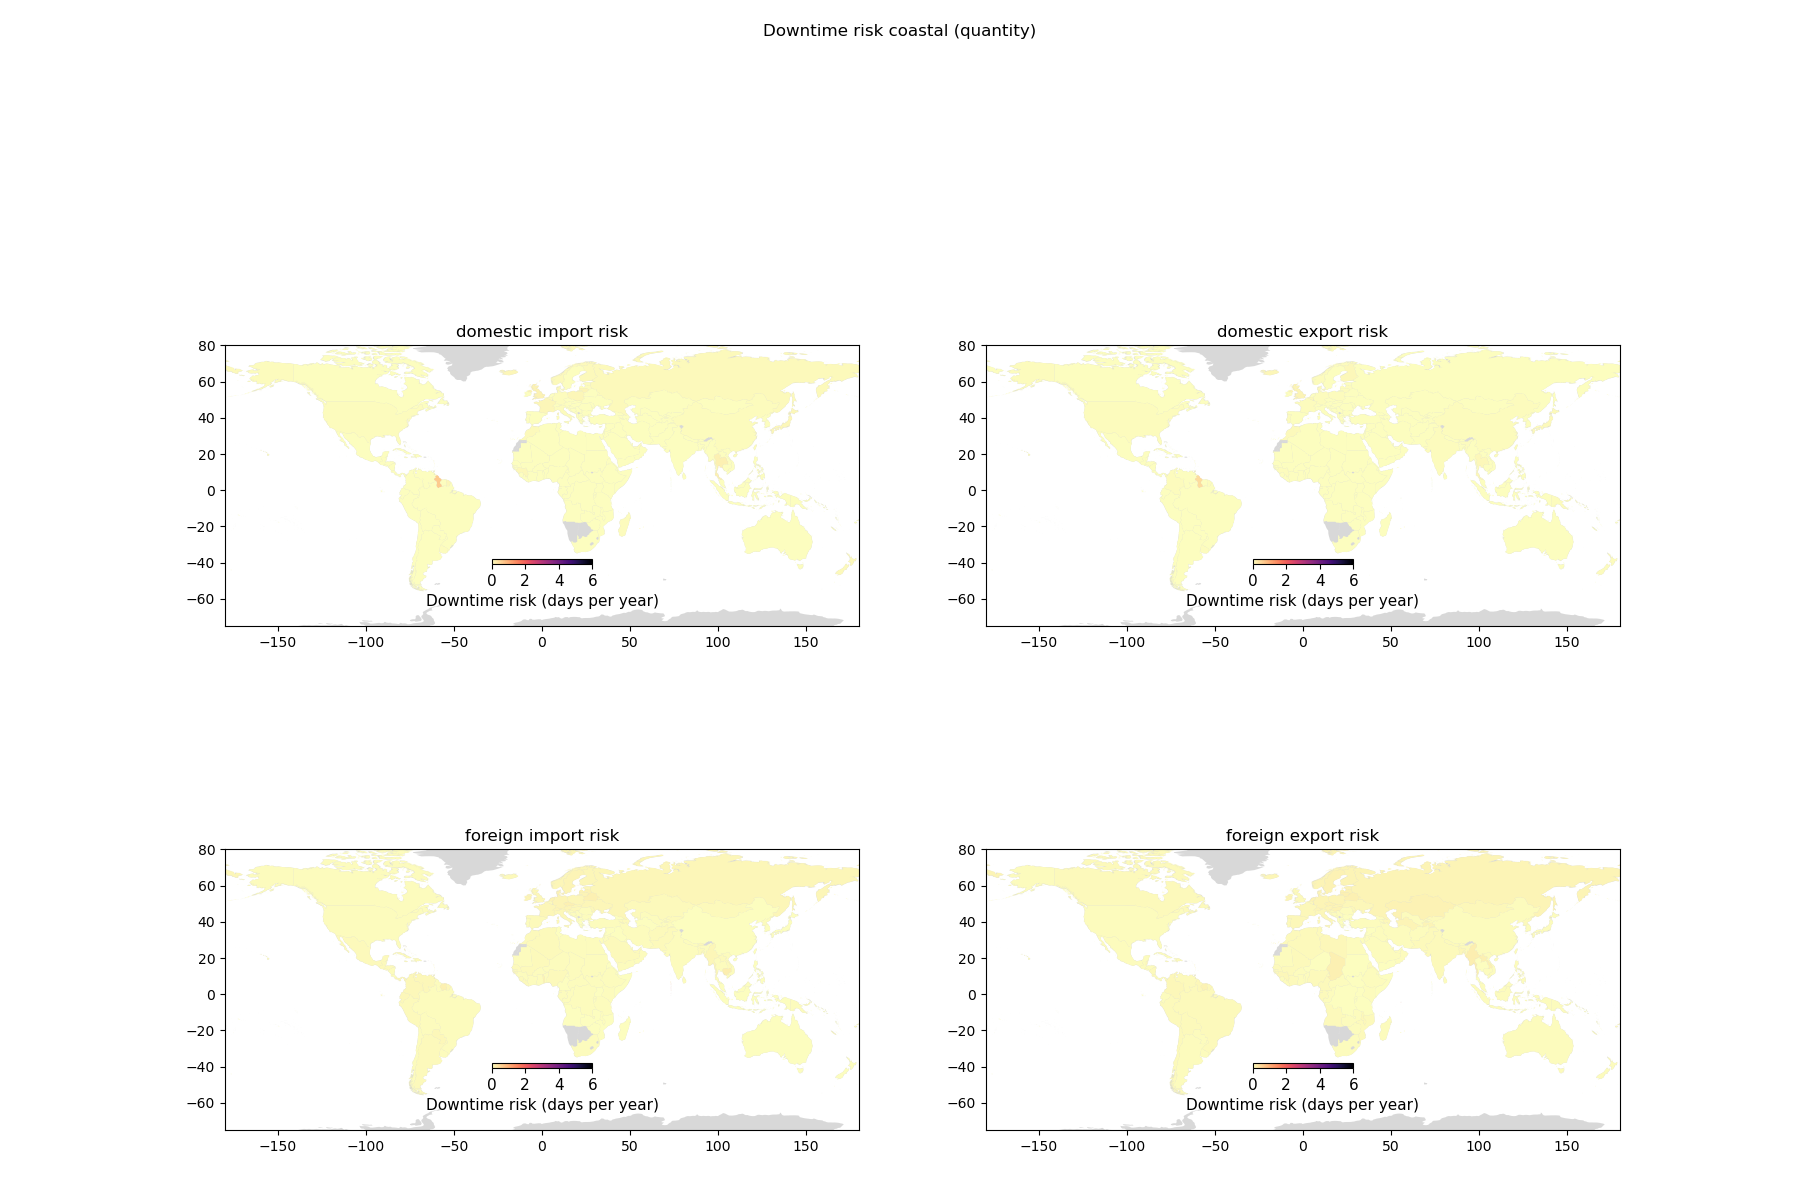 Downtime risk coastal (quantity)
domestic import risk
80
60
40
20
0
−20
−40
−60
0 2 4 6
Downtime risk (days per year)
−150 −100 −50 0 50 100 150
domestic export risk
80
60
40
20
0
−20
−40
−60
0 2 4 6
Downtime risk (days per year)
−150 −100 −50 0 50 100 150
foreign import risk
80
60
40
20
0
−20
−40
−60
0 2 4 6
Downtime risk (days per year)
−150 −100 −50 0 50 100 150
foreign export risk
80
60
40
20
0
−20
−40
−60
0 2 4 6
Downtime risk (days per year)
−150 −100 −50 0 50 100 150